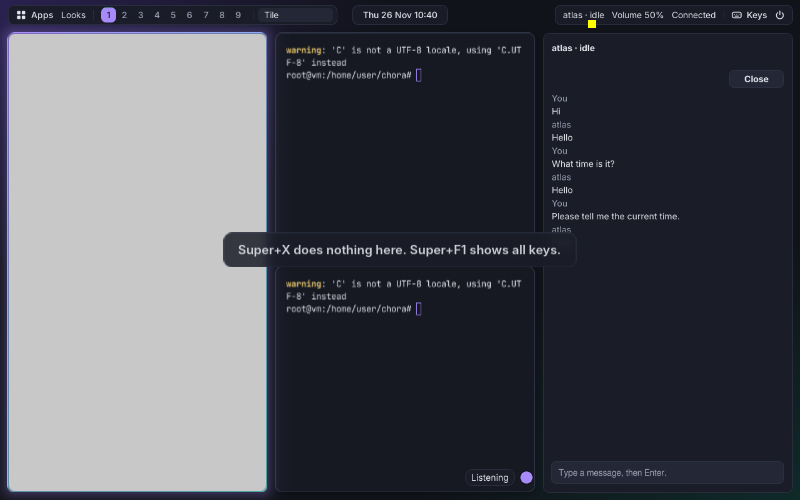 Apps Looks 1 2 3 4 5 6 7 8 9 Tile
Thu 26 Nov 10:40
atlas · idle Volume 50% Connected Keys
warning: 'C' is not a UTF-8 locale, using 'C.UT
F-8' instead
root@vm:/home/user/chora#
warning: 'C' is not a UTF-8 locale, using 'C.UT
F-8' instead
root@vm:/home/user/chora#
Listening
atlas · idle
Close
You
Hi
atlas
Hello
You
What time is it?
atlas
Hello
You
Please tell me the current time.
atlas
Type a message, then Enter.
Super+X does nothing here. Super+F1 shows all keys.